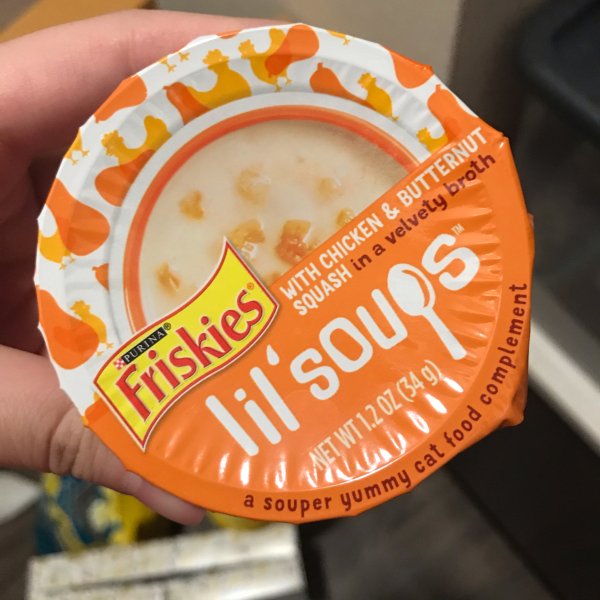 PURINA®
Friskies®
WITH CHICKEN & BUTTERNUT
SQUASH in a velvety broth
lil' soups™
NET WT 1.2 OZ (34 g)
a souper yummy cat food complement